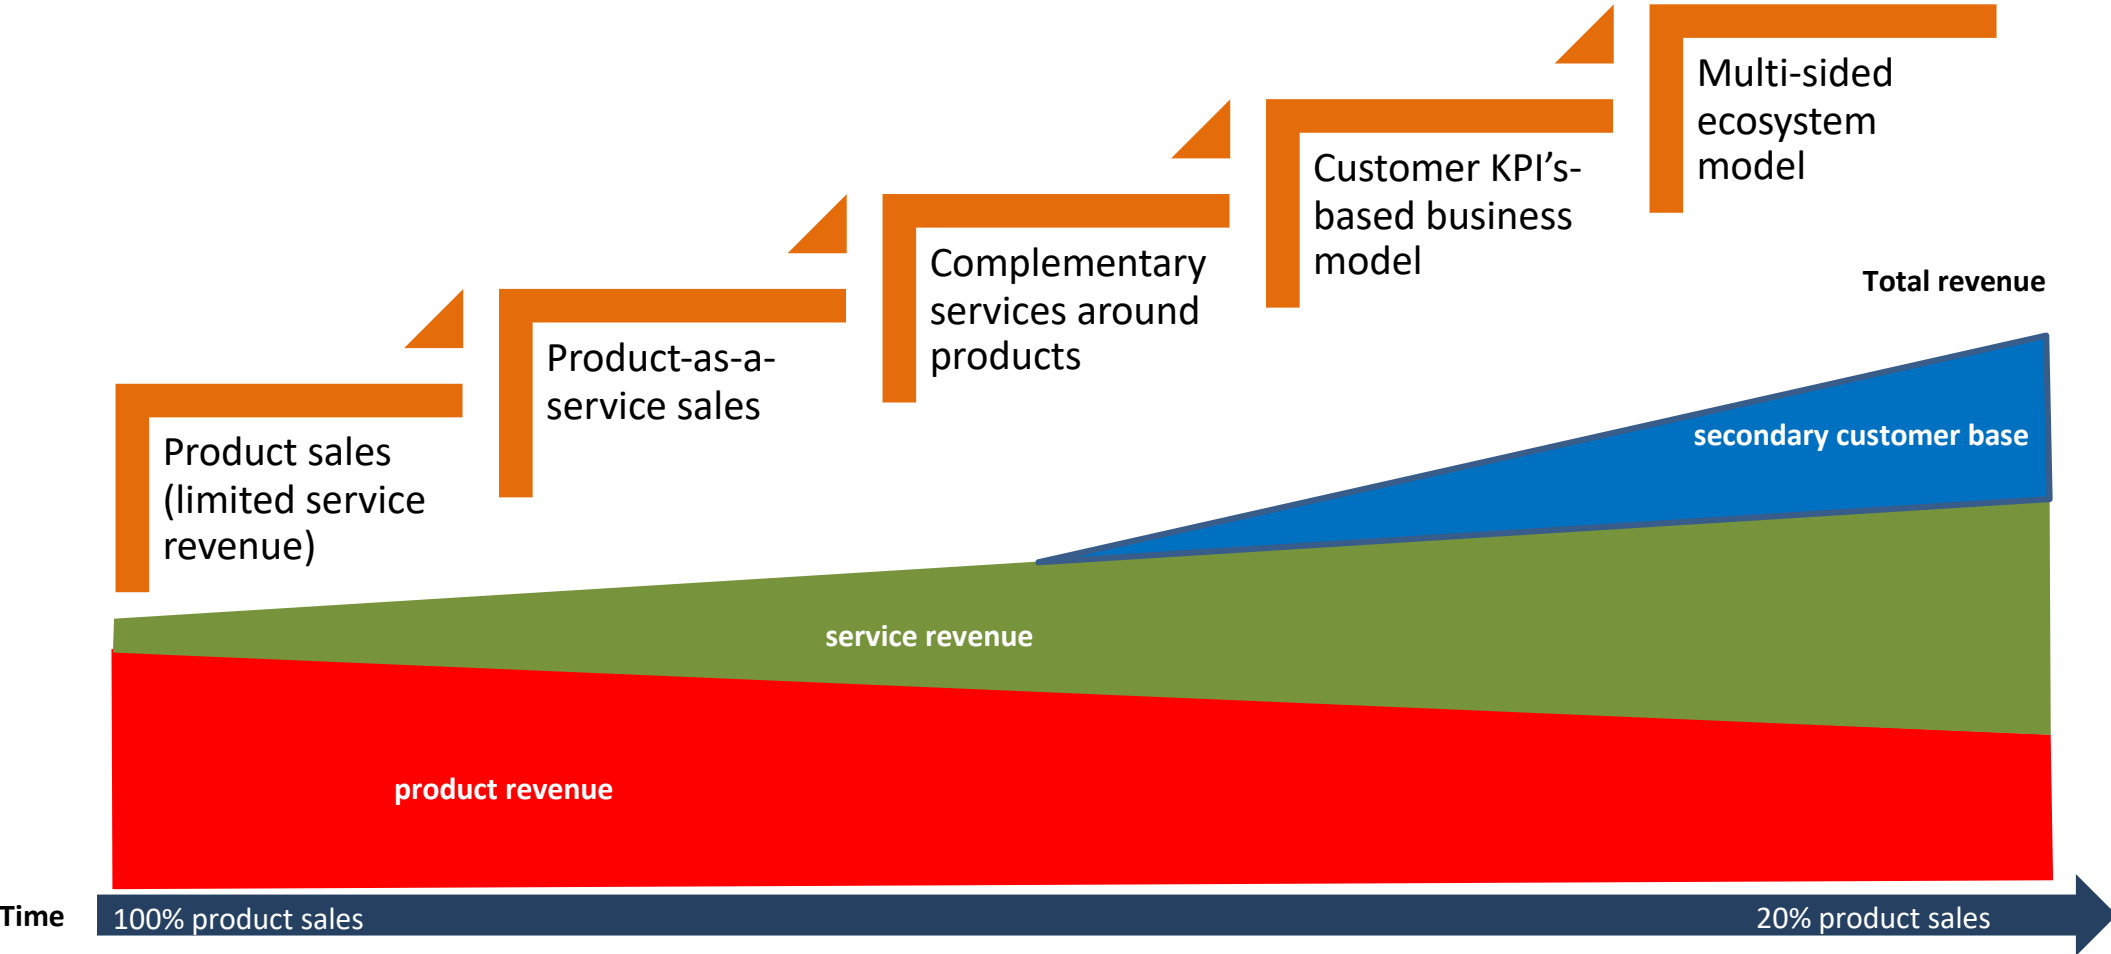 Product sales
(limited service
revenue)
Product-as-a-
service sales
Complementary
services around
products
Customer KPI’s-
based business
model
Multi-sided
ecosystem
model
Total revenue
secondary customer base
service revenue
product revenue
Time
100% product sales
20% product sales